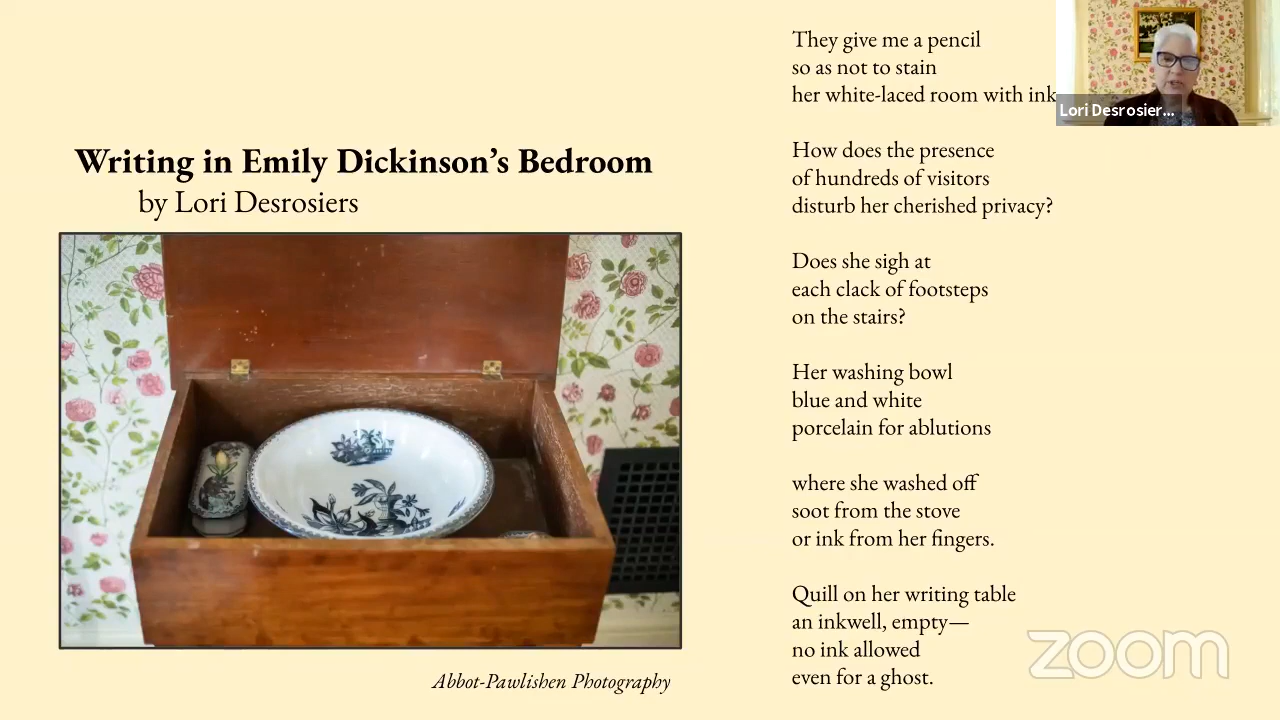 Writing in Emily Dickinson’s Bedroom
by Lori Desrosiers
Abbot-Pawlishen Photography
They give me a pencil
so as not to stain
her white-laced room with ink
How does the presence
of hundreds of visitors
disturb her cherished privacy?
Does she sigh at
each clack of footsteps
on the stairs?
Her washing bowl
blue and white
porcelain for ablutions
where she washed off
soot from the stove
or ink from her fingers.
Quill on her writing table
an inkwell, empty—
no ink allowed
even for a ghost.
Lori Desrosier...
zoom